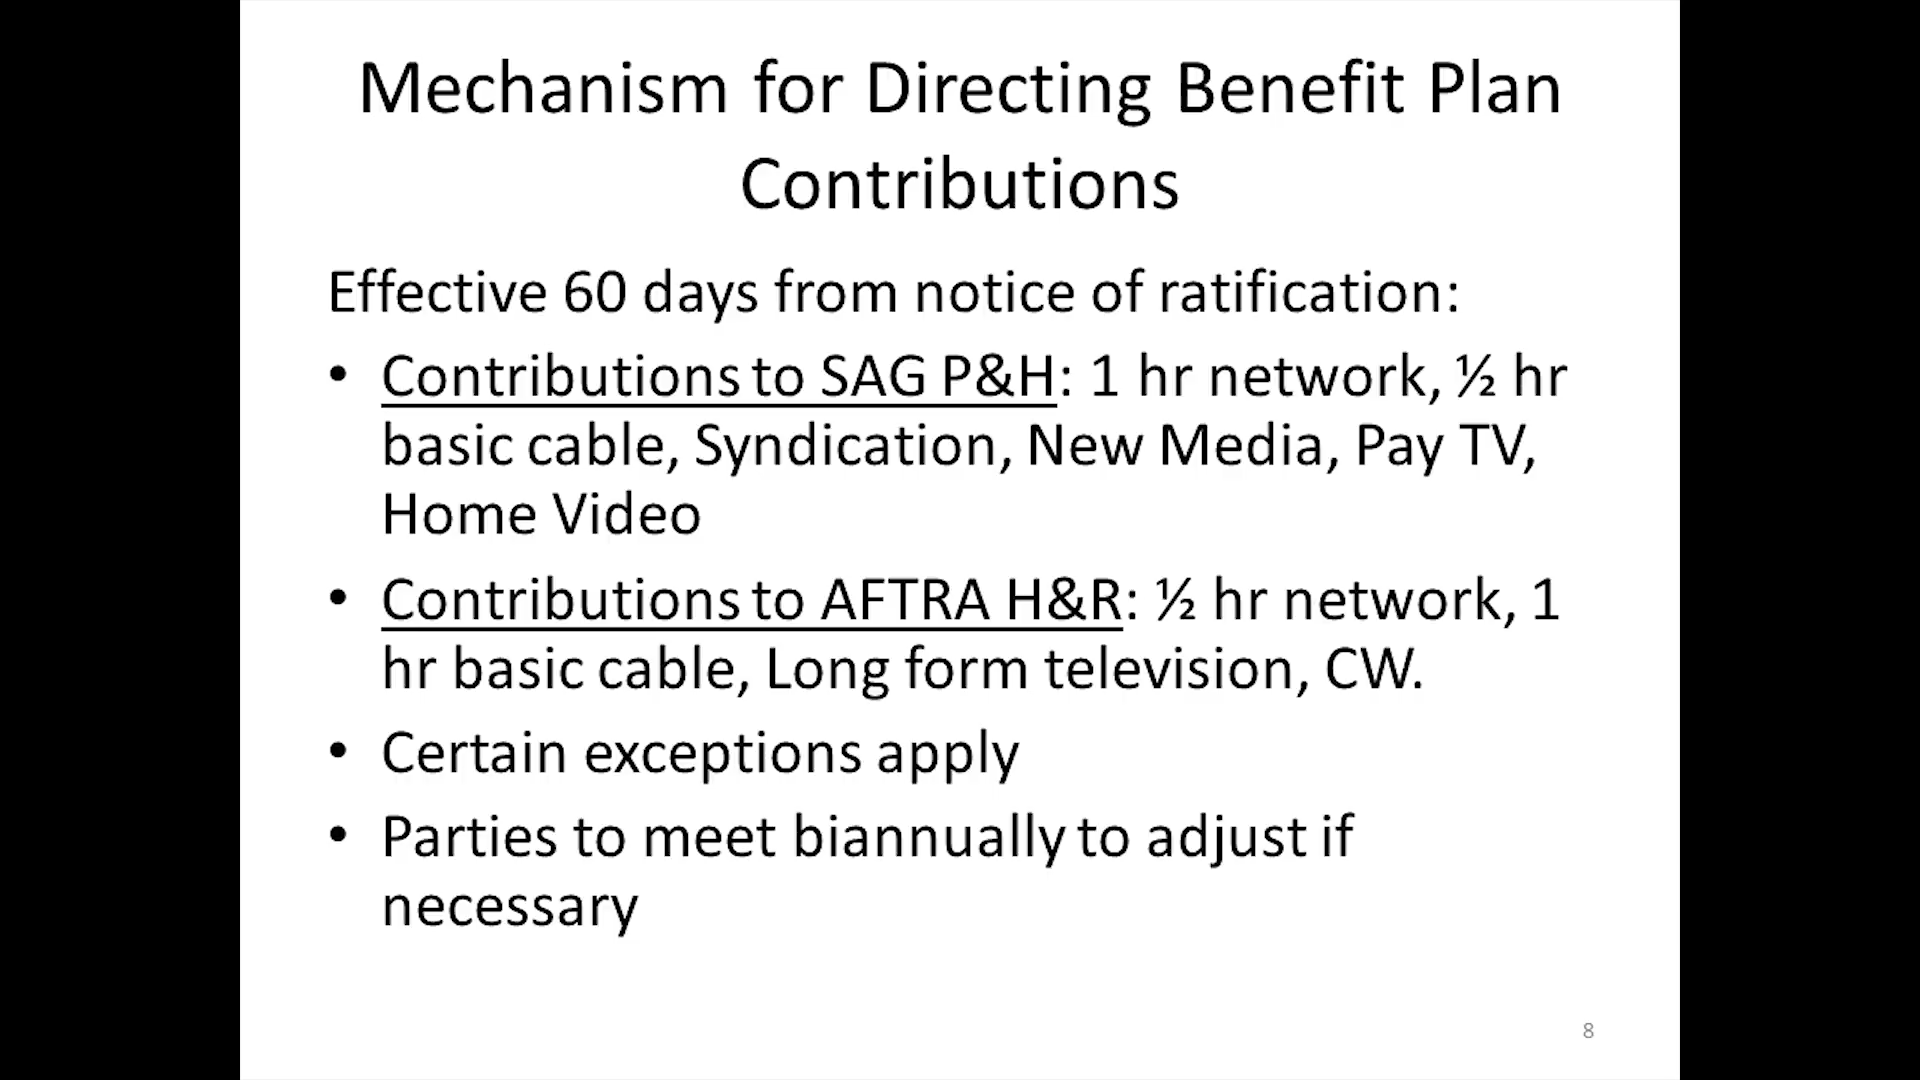 Mechanism for Directing Benefit Plan
Contributions
Effective 60 days from notice of ratification:
• Contributions to SAG P&H: 1 hr network, ½ hr
basic cable, Syndication, New Media, Pay TV,
Home Video
• Contributions to AFTRA H&R: ½ hr network, 1
hr basic cable, Long form television, CW.
• Certain exceptions apply
• Parties to meet biannually to adjust if
necessary
8